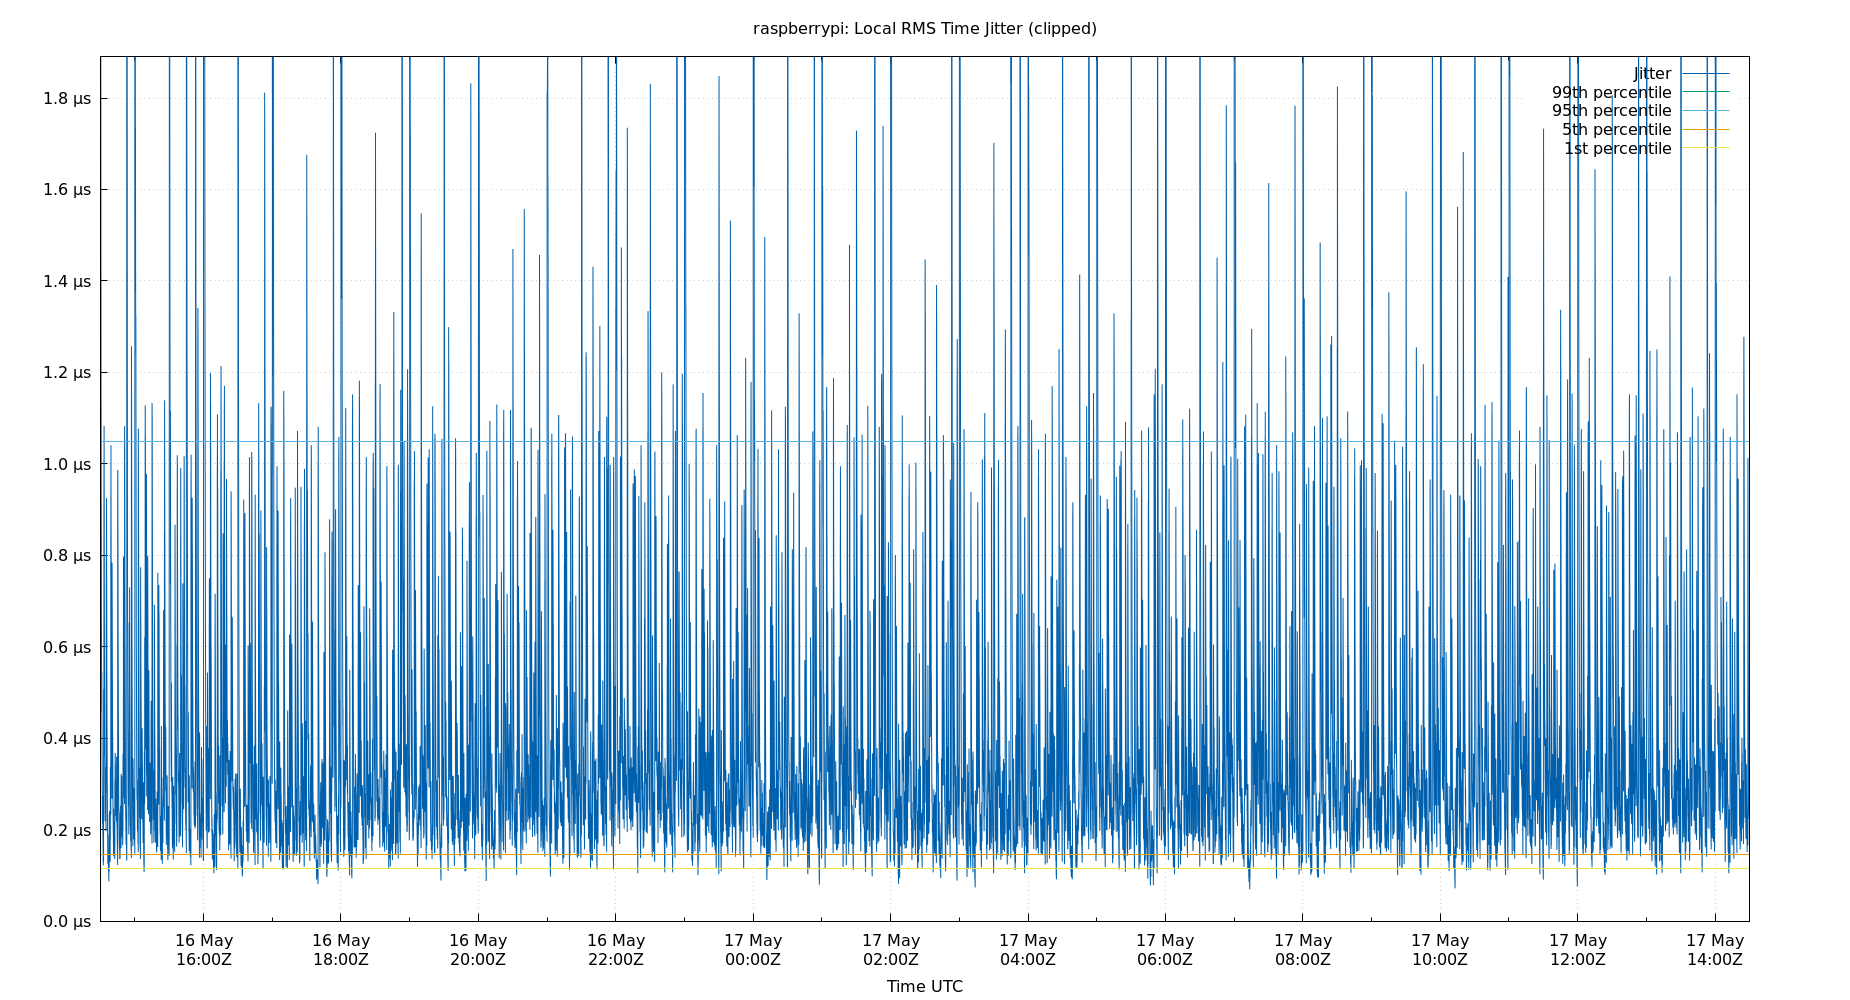 raspberrypi: Local RMS Time Jitter (clipped)
Jitter
99th percentile
95th percentile
5th percentile
1st percentile
1.8 µs
1.6 µs
1.4 µs
1.2 µs
1.0 µs
0.8 µs
0.6 µs
0.4 µs
0.2 µs
0.0 µs
16 May 16 May 16 May 16 May 17 May 17 May 17 May 17 May 17 May 17 May 17 May 17 May
16:00Z 18:00Z 20:00Z 22:00Z 00:00Z 02:00Z 04:00Z 06:00Z 08:00Z 10:00Z 12:00Z 14:00Z
Time UTC